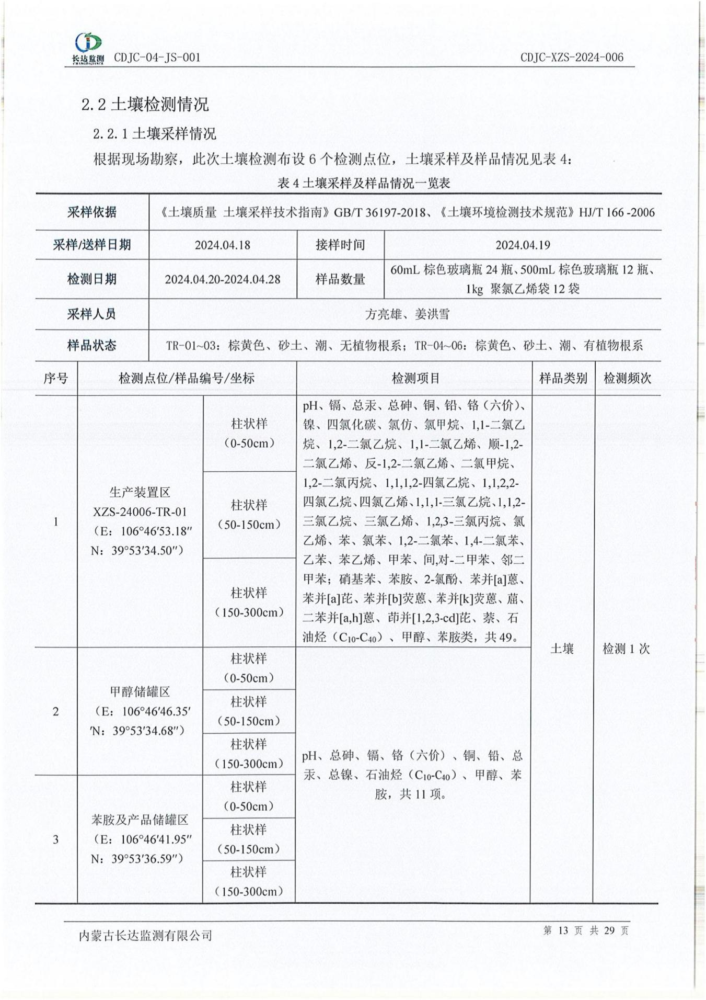 长达监测
CHANGDAJIANCE
CDJC-04-JS-001
CDJC-XZS-2024-006
2.2 土壤检测情况
2.2.1 土壤采样情况
根据现场勘察，此次土壤检测布设 6 个检测点位，土壤采样及样品情况见表 4：
表 4 土壤采样及样品情况一览表
采样依据
《土壤质量 土壤采样技术指南》GB/T 36197-2018、《土壤环境检测技术规范》HJ/T 166 -2006
采样/送样日期
2024.04.18
接样时间
2024.04.19
检测日期
2024.04.20-2024.04.28
样品数量
60mL 棕色玻璃瓶 24 瓶、500mL 棕色玻璃瓶 12 瓶、
1kg 聚氯乙烯袋 12 袋
采样人员
方亮雄、姜洪雪
样品状态
TR-01~03：棕黄色、砂土、潮、无植物根系；TR-04~06：棕黄色、砂土、潮、有植物根系
序号
检测点位/样品编号/坐标
检测项目
样品类别
检测频次
1
生产装置区
XZS-24006-TR-01
（E：106°46′53.18″
N：39°53′34.50″）
柱状样
（0-50cm）
柱状样
（50-150cm）
柱状样
（150-300cm）
pH、镉、总汞、总砷、铜、铅、铬（六价）、
镍、四氯化碳、氯仿、氯甲烷、1,1-二氯乙
烷、1,2-二氯乙烷、1,1-二氯乙烯、顺-1,2-
二氯乙烯、反-1,2-二氯乙烯、二氯甲烷、
1,2-二氯丙烷、1,1,1,2-四氯乙烷、1,1,2,2-
四氯乙烷、四氯乙烯、1,1,1-三氯乙烷、1,1,2-
三氯乙烷、三氯乙烯、1,2,3-三氯丙烷、氯
乙烯、苯、氯苯、1,2-二氯苯、1,4-二氯苯、
乙苯、苯乙烯、甲苯、间,对-二甲苯、邻二
甲苯；硝基苯、苯胺、2-氯酚、苯并[a]蒽、
苯并[a]芘、苯并[b]荧蒽、苯并[k]荧蒽、䓛、
二苯并[a,h]蒽、茚并[1,2,3-cd]芘、萘、石
油烃（C10-C40）、甲醇、苯胺类，共 49。
土壤
检测 1 次
2
甲醇储罐区
（E：106°46′46.35′
′N：39°53′34.68″）
柱状样
（0-50cm）
柱状样
（50-150cm）
柱状样
（150-300cm）
pH、总砷、镉、铬（六价）、铜、铅、总
汞、总镍、石油烃（C10-C40）、甲醇、苯
胺，共 11 项。
3
苯胺及产品储罐区
（E：106°46′41.95″
N：39°53′36.59″）
柱状样
（0-50cm）
柱状样
（50-150cm）
柱状样
（150-300cm）
内蒙古长达监测有限公司
第 13 页 共 29 页